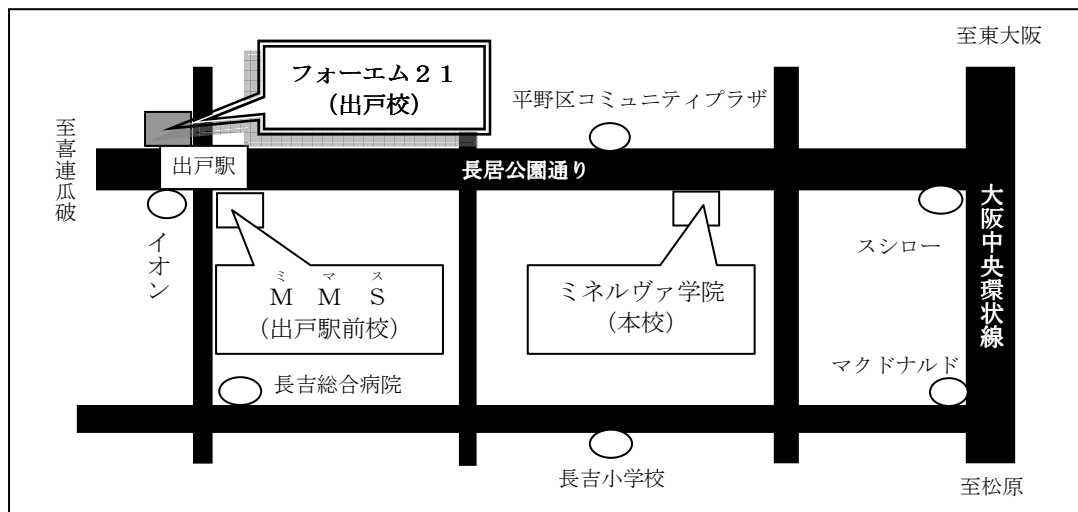 至東大阪
フォーエム２１
（出戸校）
平野区コミュニティプラザ
至喜連瓜破
出戸駅
長居公園通り
大阪中央環状線
イオン
スシロー
ミ マ ス
Ｍ Ｍ Ｓ
（出戸駅前校）
ミネルヴァ学院
（本校）
マクドナルド
長吉総合病院
長吉小学校
至松原